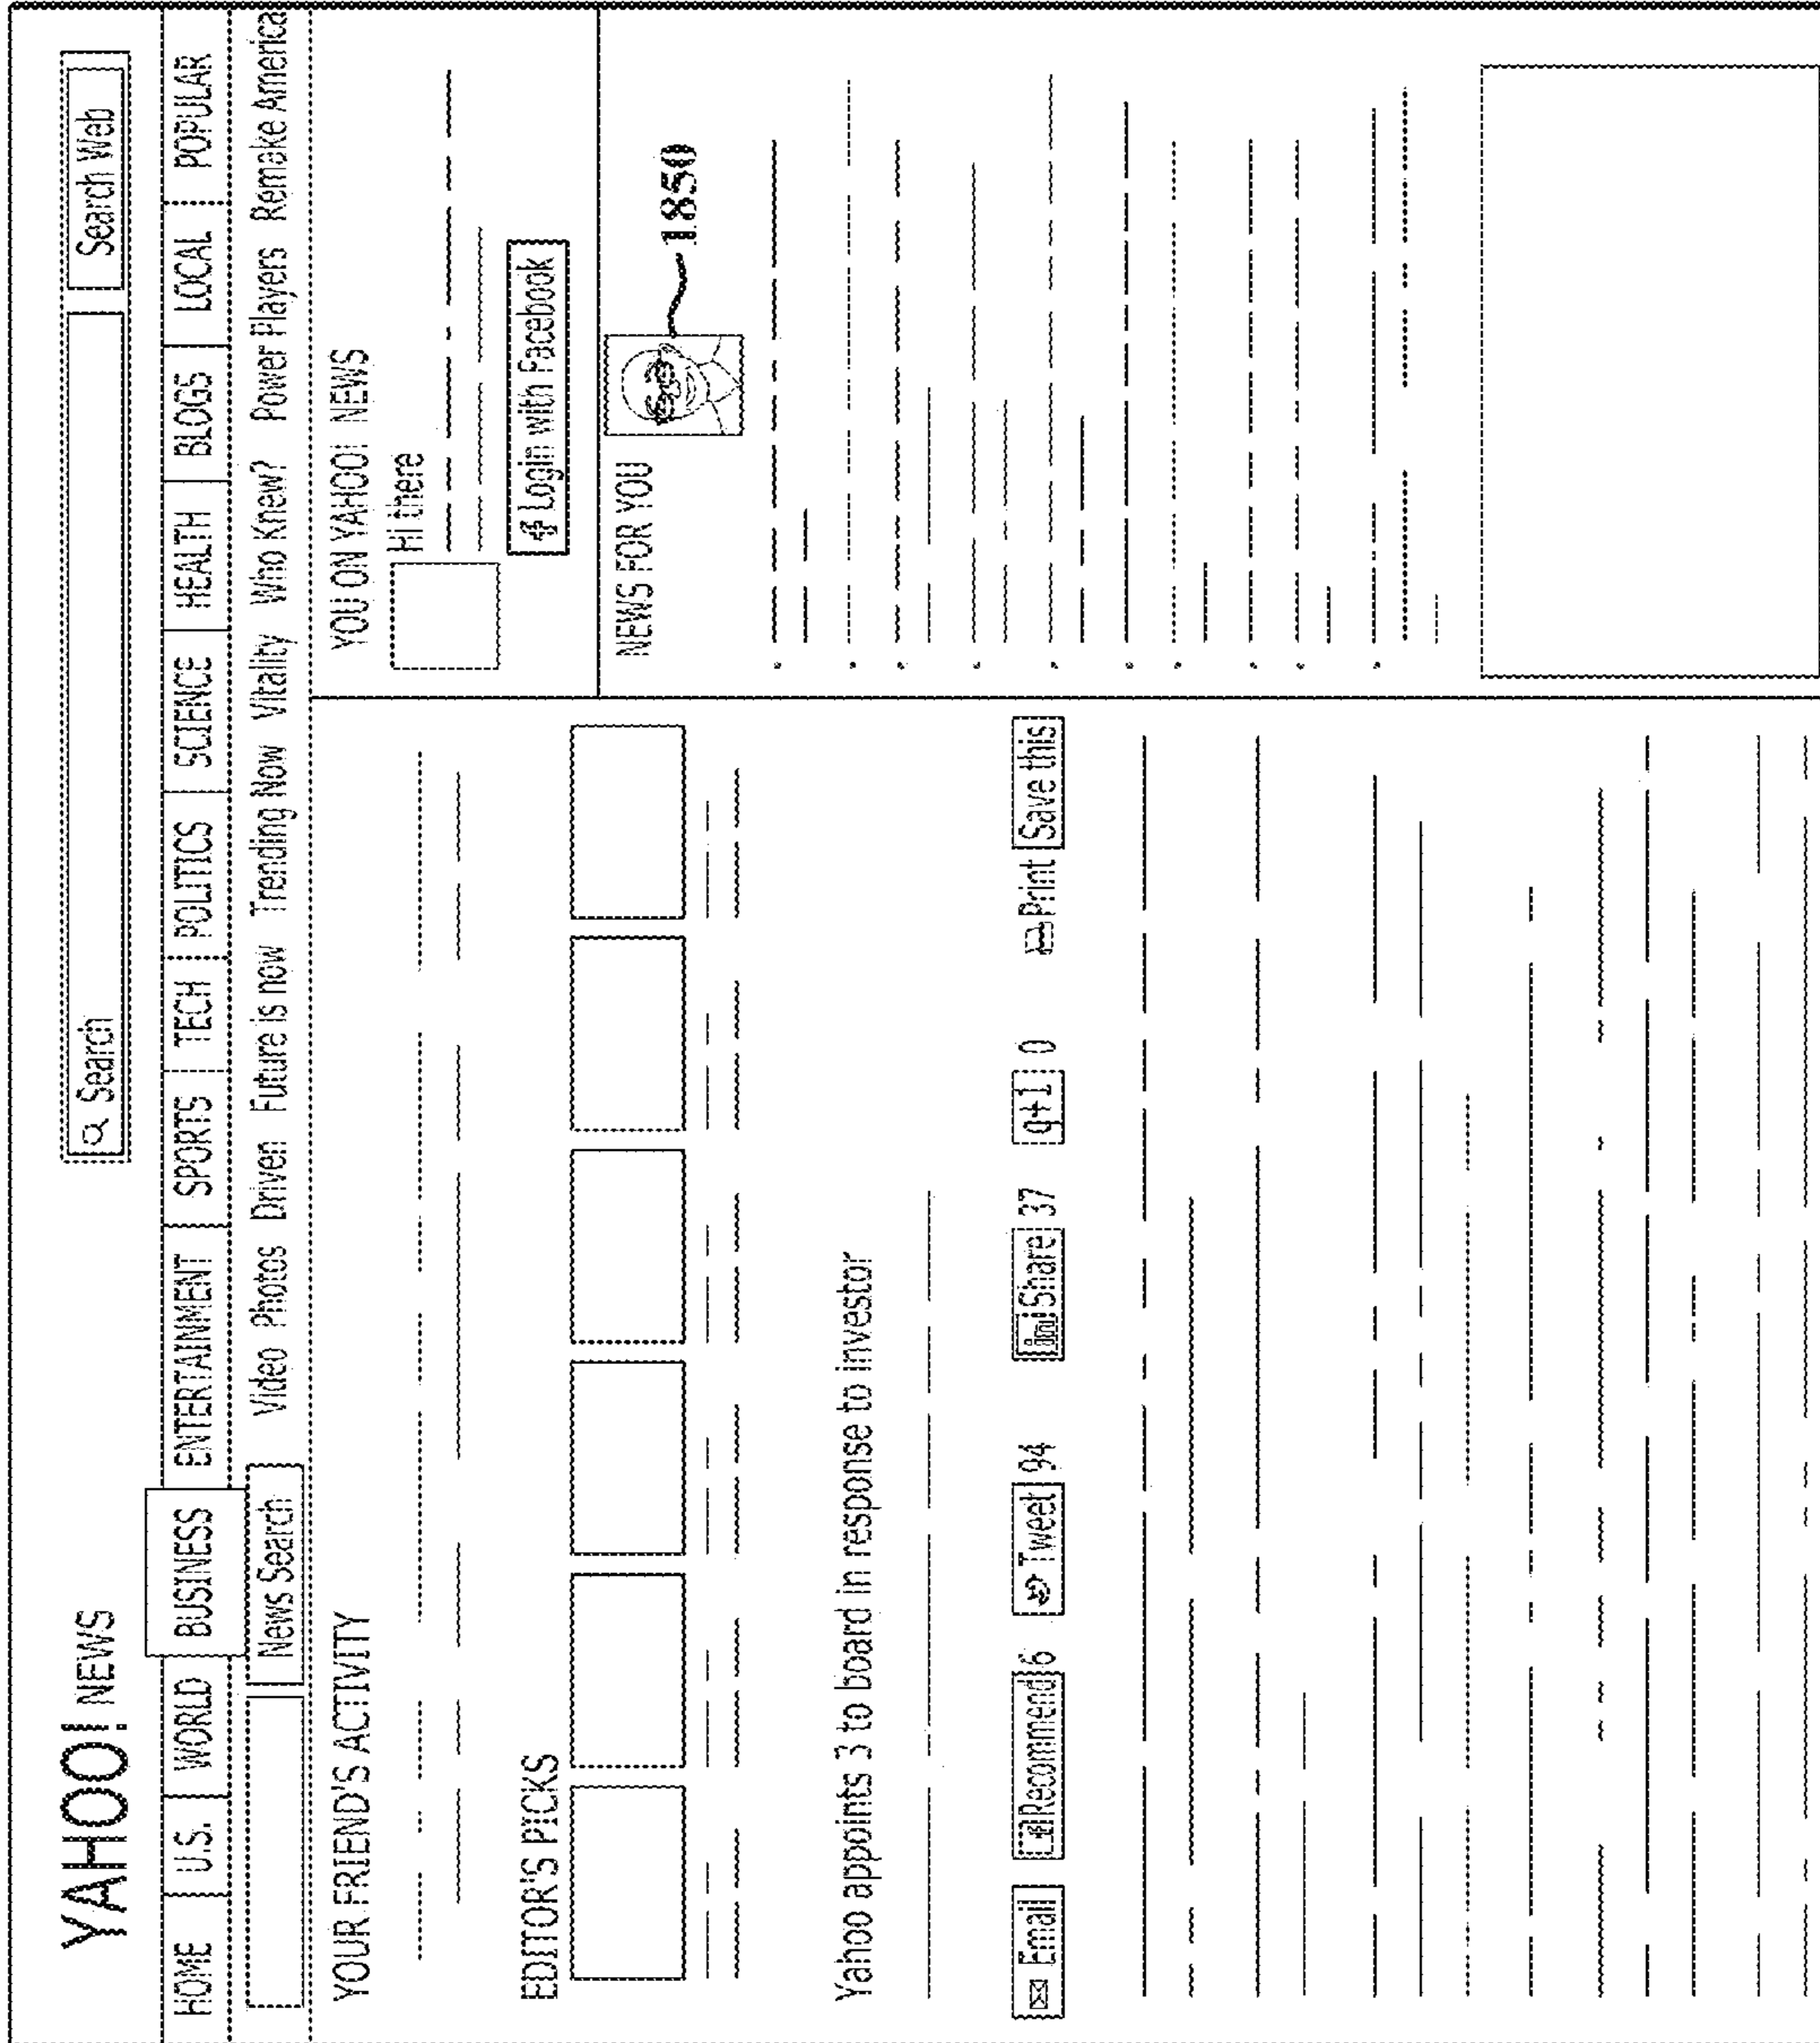 YAHOO! NEWS
Search
Search Web
HOME U.S. WORLD BUSINESS ENTERTAINMENT SPORTS TECH POLITICS SCIENCE HEALTH BLOGS LOCAL POPULAR
News Search Video Photos Driven Future is now Trending Now Vitality Who Knew? Power Players Remake America
YOUR FRIEND'S ACTIVITY
EDITOR'S PICKS
Yahoo appoints 3 to board in response to investor
Email Recommend 6 Tweet 94 in Share 37 g+1 0 Print Save this
YOU ON YAHOO! NEWS
Hi there
f Login with Facebook
NEWS FOR YOU
1850